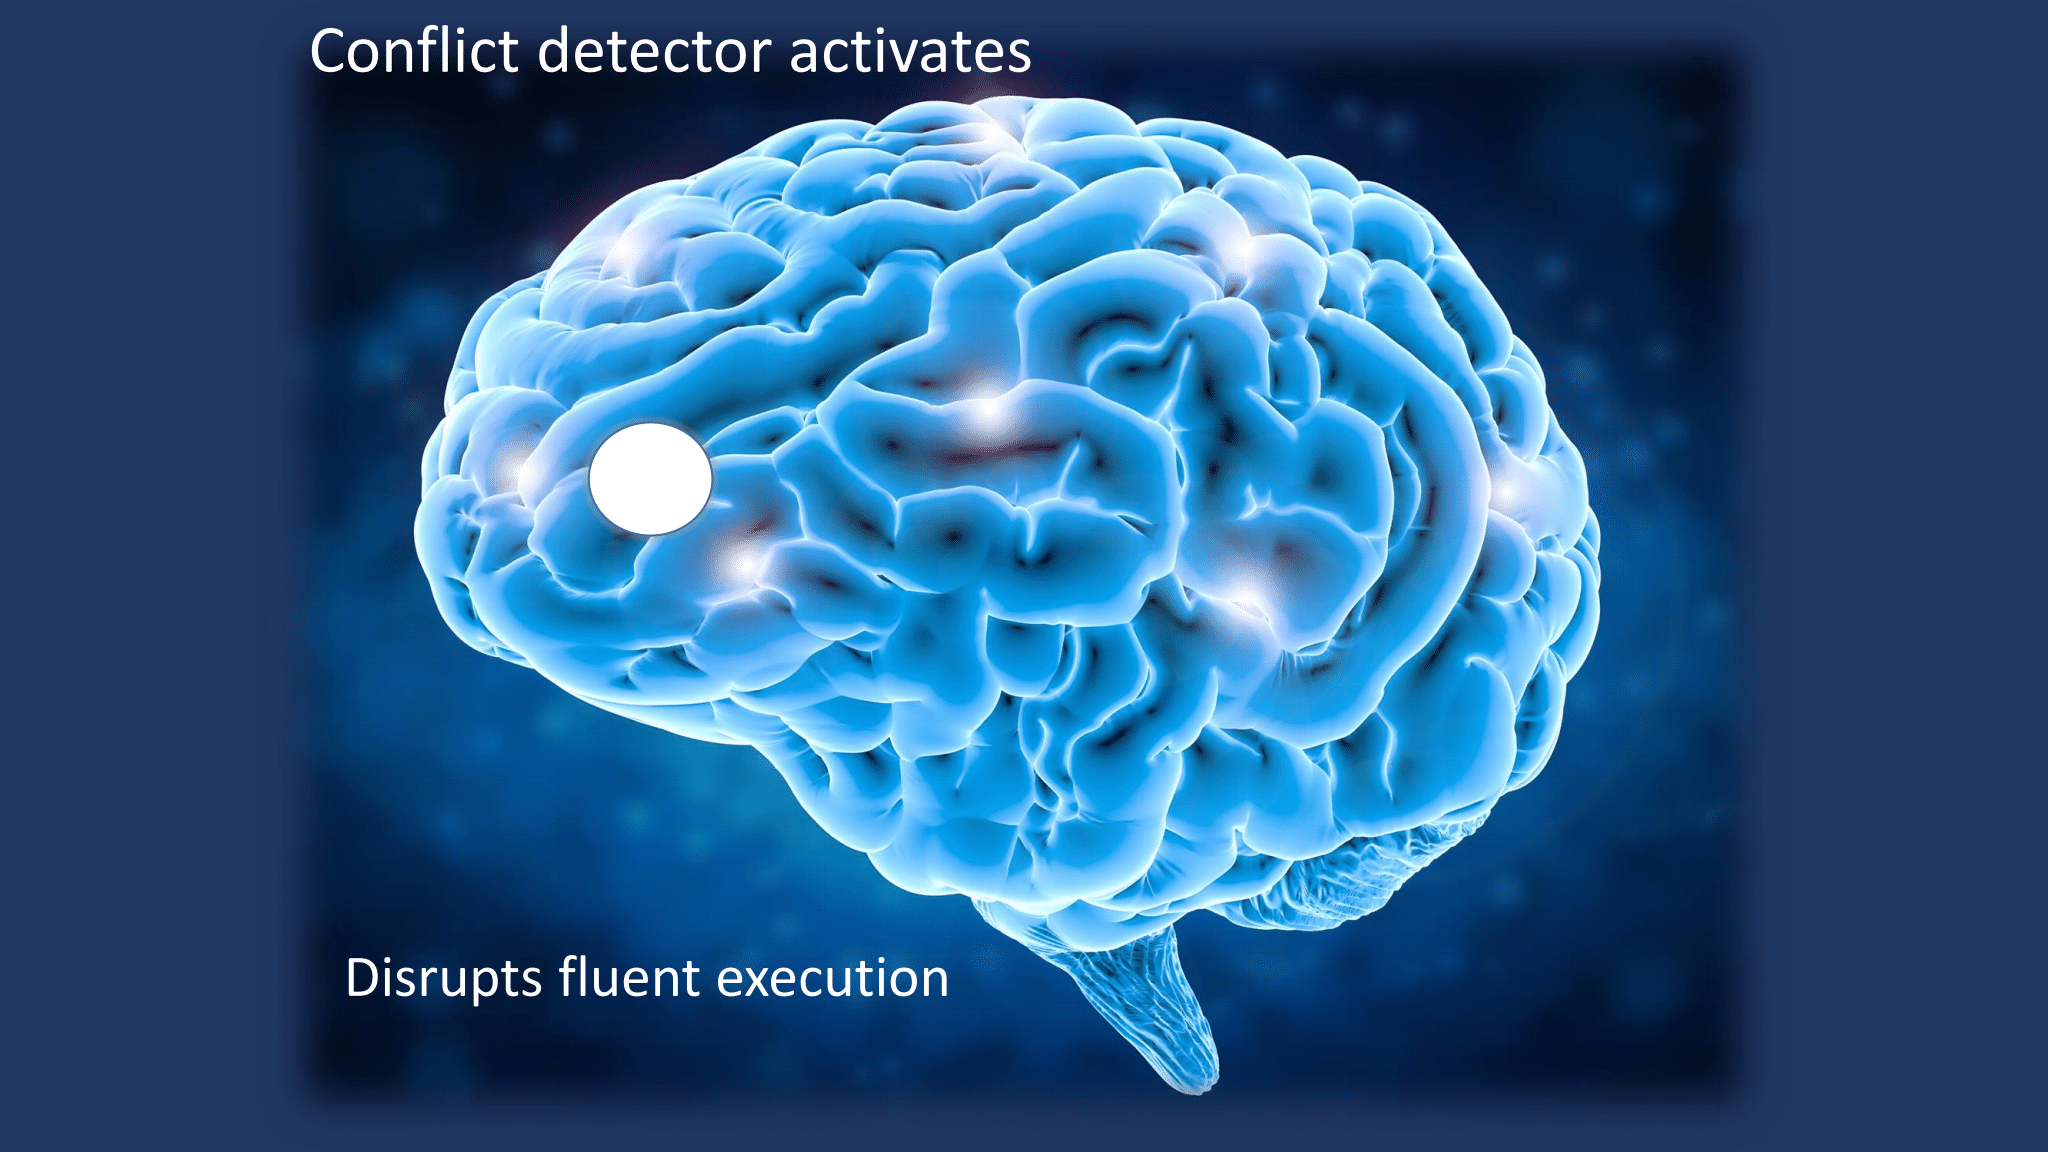 Conflict detector activates
Disrupts fluent execution